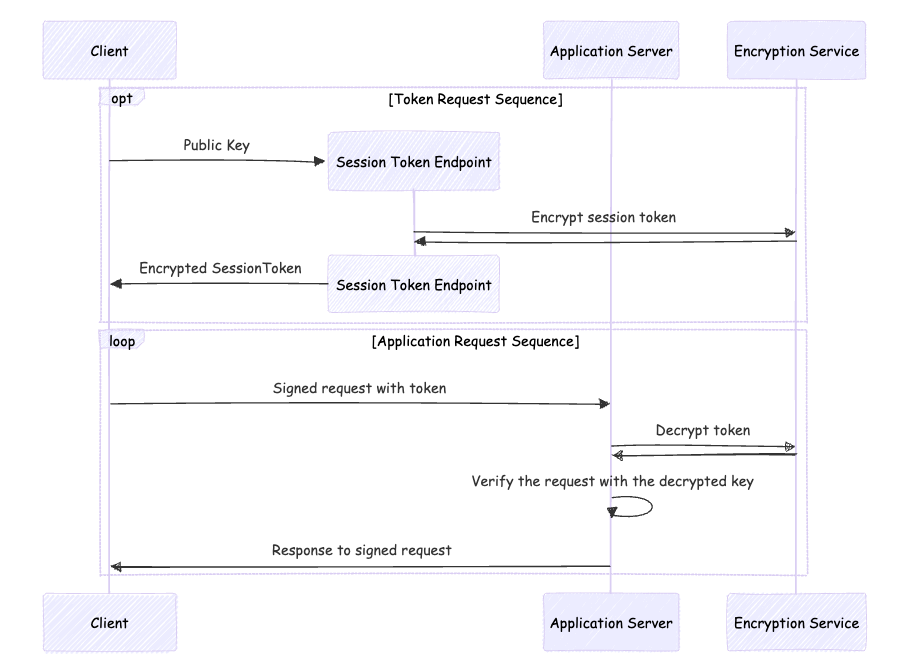 Client
Application Server
Encryption Service
opt
[Token Request Sequence]
Public Key
Session Token Endpoint
Encrypt session token
Encrypted SessionToken
Session Token Endpoint
loop
[Application Request Sequence]
Signed request with token
Decrypt token
Verify the request with the decrypted key
Response to signed request
Client
Application Server
Encryption Service